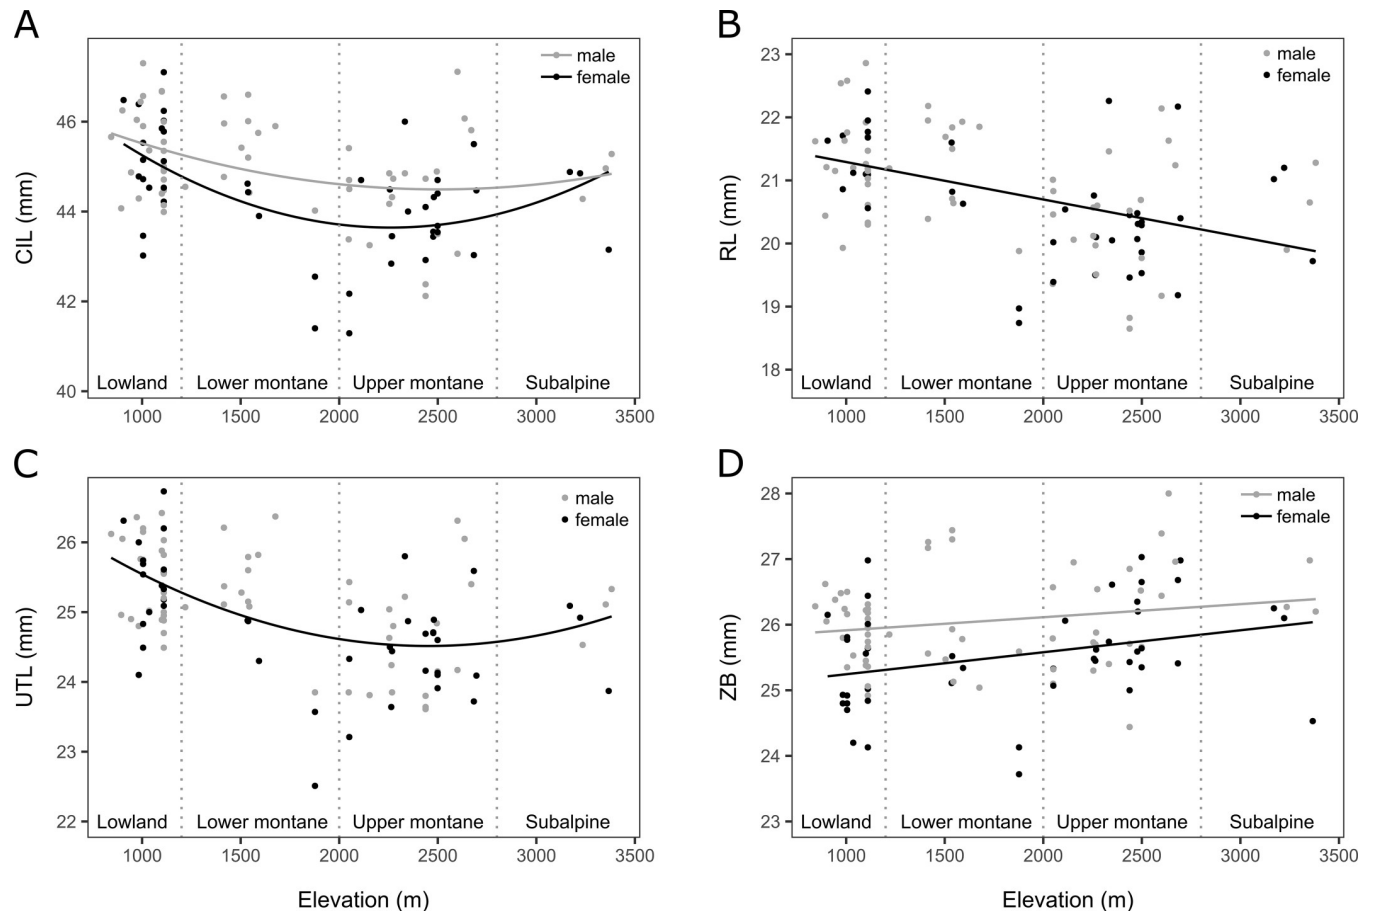 A
CIL (mm)
46
44
42
40
male
female
Lowland
Lower montane
Upper montane
Subalpine
1000
1500
2000
2500
3000
3500
B
RL (mm)
23
22
21
20
19
18
male
female
Lowland
Lower montane
Upper montane
Subalpine
1000
1500
2000
2500
3000
3500
C
UTL (mm)
26
25
24
23
22
male
female
Lowland
Lower montane
Upper montane
Subalpine
1000
1500
2000
2500
3000
3500
Elevation (m)
D
ZB (mm)
28
27
26
25
24
23
male
female
Lowland
Lower montane
Upper montane
Subalpine
1000
1500
2000
2500
3000
3500
Elevation (m)